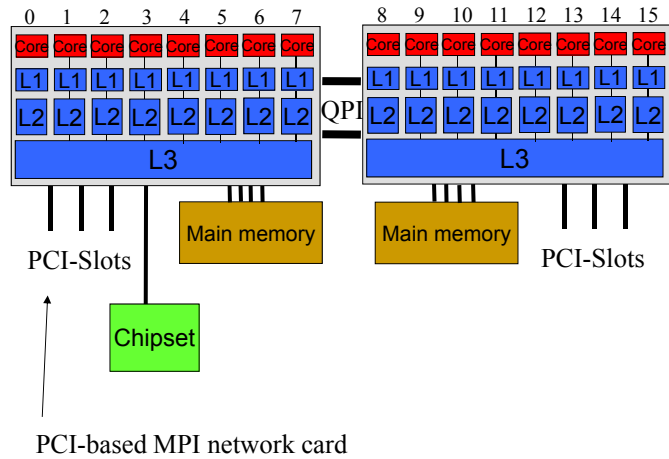 0 1 2 3 4 5 6 7 8 9 10 11 12 13 14 15
Core Core Core Core Core Core Core Core Core Core Core Core Core Core Core Core
L1 L1 L1 L1 L1 L1 L1 L1 L1 L1 L1 L1 L1 L1 L1 L1
QPI
L2 L2 L2 L2 L2 L2 L2 L2 L2 L2 L2 L2 L2 L2 L2 L2
L3 L3
Main memory Main memory
PCI-Slots PCI-Slots
Chipset
PCI-based MPI network card